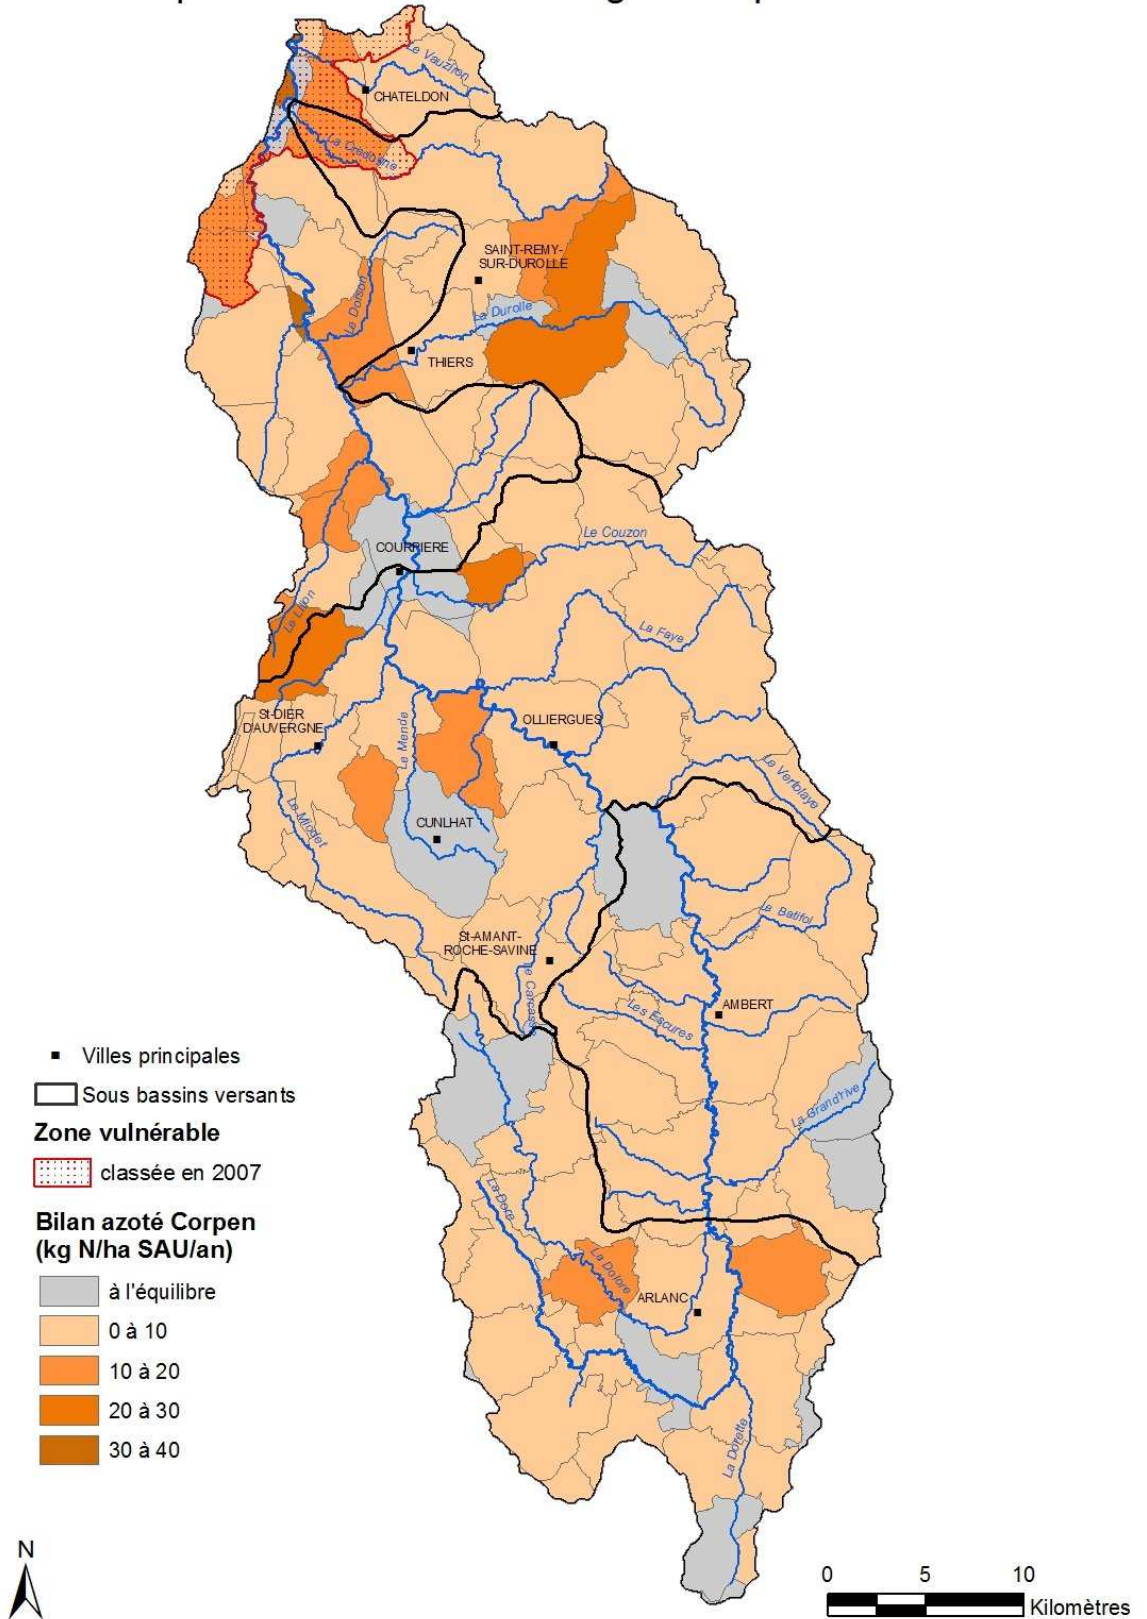 Le Vauziron
CHATELDON
La Credogne
SAINT-REMY-
SUR-DUROLLE
Le Dorson
La Durolle
THIERS
Le Couzon
COURPIERE
Le Litron
La Faye
St-DIER
D'AUVERGNE
Le Mende
OLLIERGUES
Le Vertolaye
Le Miodet
CUNLHAT
Le Batifol
St-AMANT-
ROCHE-SAVINE
Le Carcasse
AMBERT
Les Escures
La Grand'rive
La Dore
La Dolore
ARLANC
La Dorette
Villes principales
Sous bassins versants
Zone vulnérable
classée en 2007
Bilan azoté Corpen
(kg N/ha SAU/an)
à l'équilibre
0 à 10
10 à 20
20 à 30
30 à 40
N
0 5 10
Kilomètres